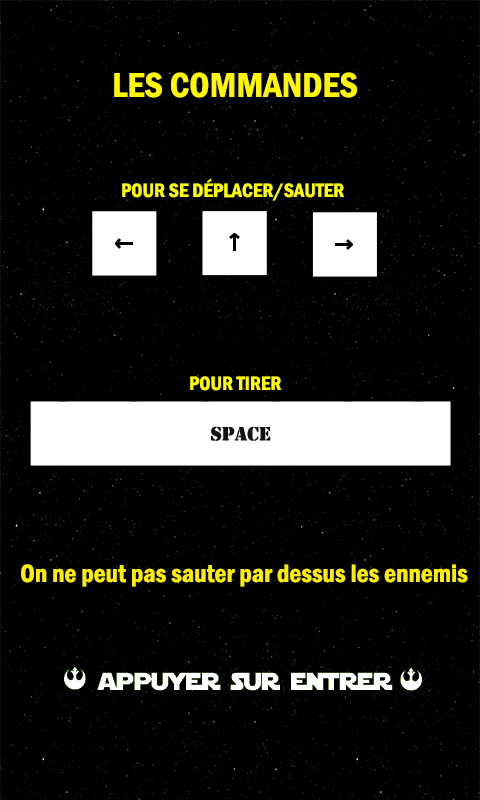 LES COMMANDES
POUR SE DÉPLACER/SAUTER
← ↑ →
POUR TIRER
SPACE
On ne peut pas sauter par dessus les ennemis
APPUYER SUR ENTRER